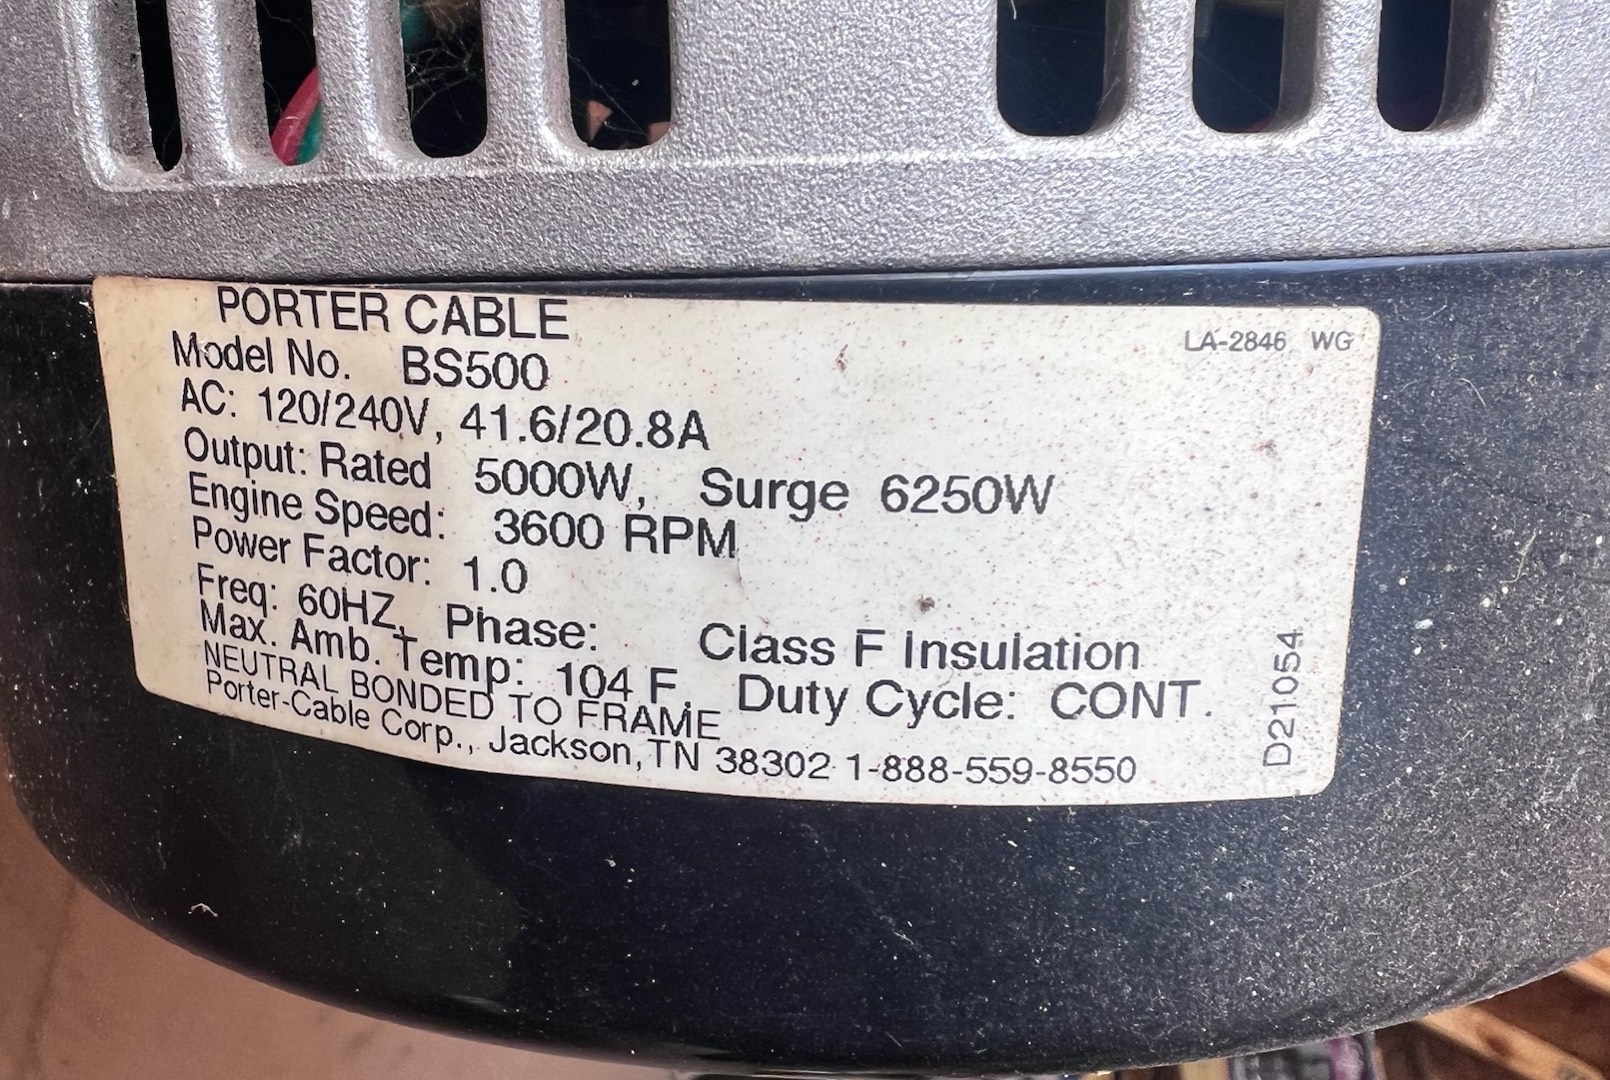 PORTER CABLE
LA-2846 WG
Model No. BS500
AC: 120/240V, 41.6/20.8A
Output: Rated 5000W, Surge 6250W
Engine Speed: 3600 RPM
Power Factor: 1.0
Freq: 60HZ, Phase: Class F Insulation
Max. Amb. Temp: 104 F. Duty Cycle: CONT.
NEUTRAL BONDED TO FRAME
Porter-Cable Corp., Jackson, TN 38302 1-888-559-8550
D21054